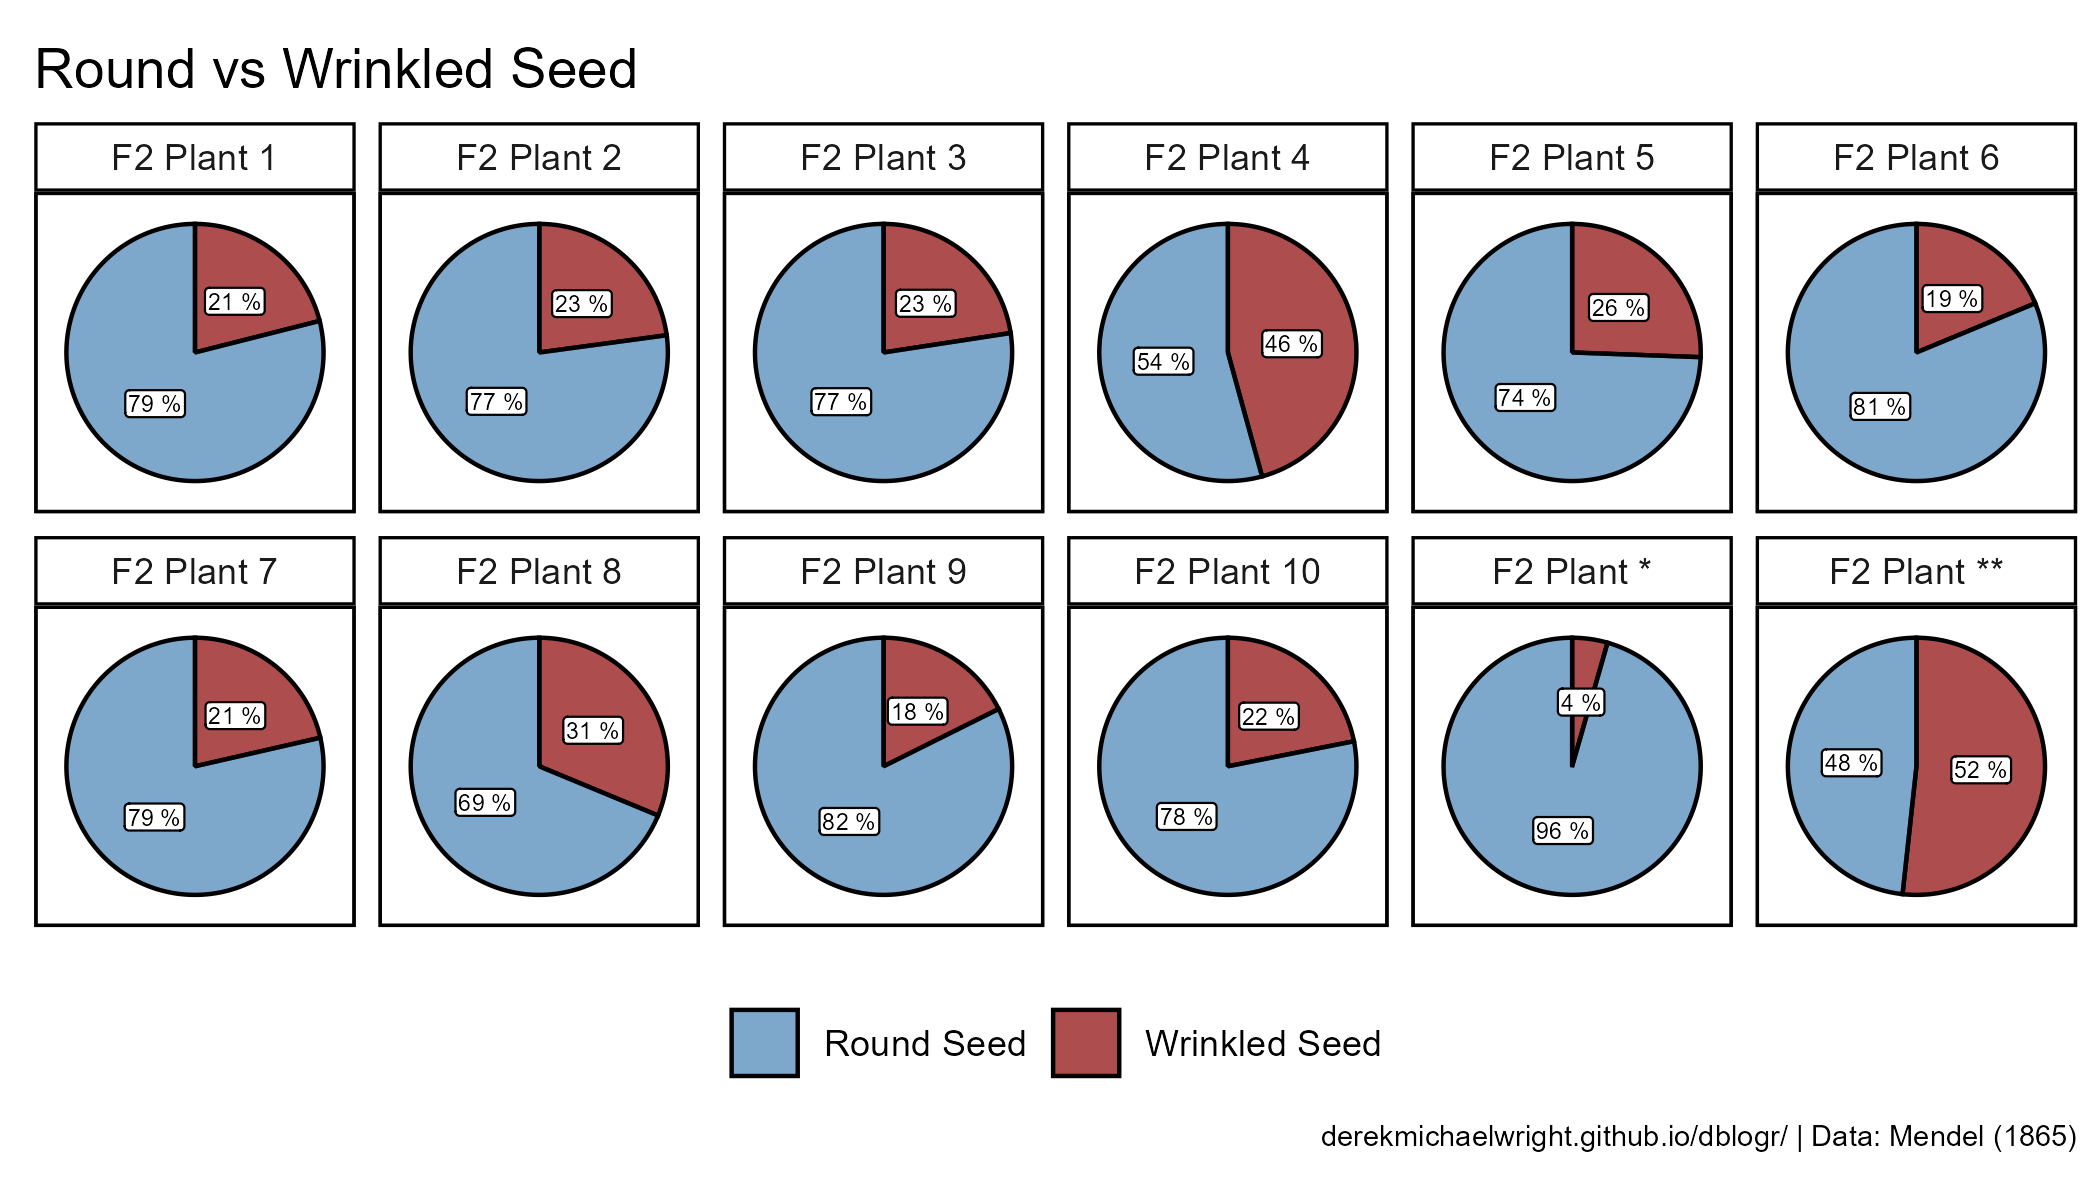 Round vs Wrinkled Seed
F2 Plant 1
F2 Plant 2
F2 Plant 3
F2 Plant 4
F2 Plant 5
F2 Plant 6
21 %
79 %
23 %
77 %
23 %
77 %
46 %
54 %
26 %
74 %
19 %
81 %
F2 Plant 7
F2 Plant 8
F2 Plant 9
F2 Plant 10
F2 Plant *
F2 Plant **
21 %
79 %
31 %
69 %
18 %
82 %
22 %
78 %
4 %
96 %
52 %
48 %
Round Seed
Wrinkled Seed
derekmichaelwright.github.io/dblogr/ | Data: Mendel (1865)